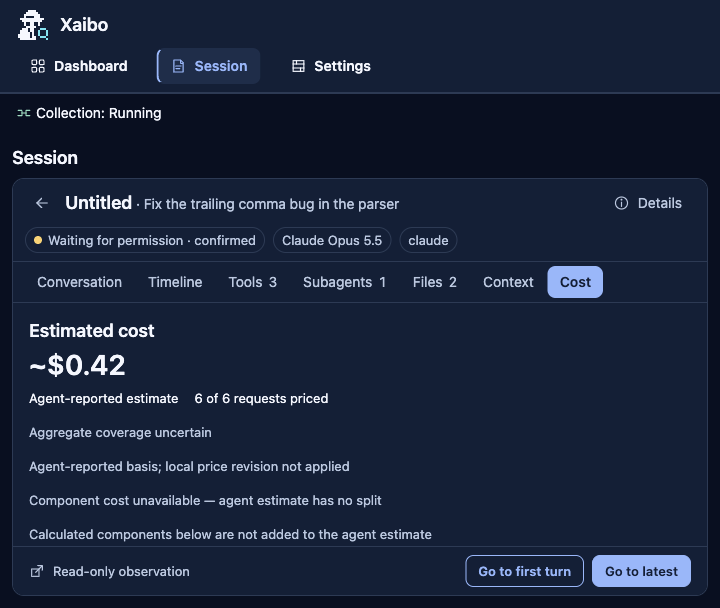 Xaibo
Dashboard Session Settings
Collection: Running
Session
Untitled · Fix the trailing comma bug in the parser Details
Waiting for permission · confirmed Claude Opus 5.5 claude
Conversation Timeline Tools 3 Subagents 1 Files 2 Context Cost
Estimated cost
~$0.42
Agent-reported estimate 6 of 6 requests priced
Aggregate coverage uncertain
Agent-reported basis; local price revision not applied
Component cost unavailable — agent estimate has no split
Calculated components below are not added to the agent estimate
Read-only observation Go to first turn Go to latest